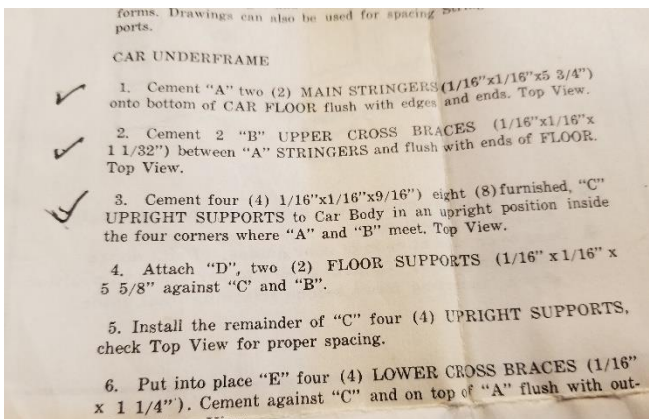 forms. Drawings can also be used for spacing
ports.
CAR UNDERFRAME
1. Cement "A" two (2) MAIN STRINGERS (1/16"x1/16"x5 3/4")
onto bottom of CAR FLOOR flush with edges and ends. Top View.
2. Cement 2 "B" UPPER CROSS BRACES (1/16"x1/16"x
1 1/32") between "A" STRINGERS and flush with ends of FLOOR.
Top View.
3. Cement four (4) 1/16"x1/16"x9/16") eight (8) furnished, "C"
UPRIGHT SUPPORTS to Car Body in an upright position inside
the four corners where "A" and "B" meet. Top View.
4. Attach "D", two (2) FLOOR SUPPORTS (1/16" x 1/16" x
5 5/8" against "C' and "B".
5. Install the remainder of "C" four (4) UPRIGHT SUPPORTS,
check Top View for proper spacing.
6. Put into place "E" four (4) LOWER CROSS BRACES (1/16"
x 1 1/4"). Cement against "C" and on top of "A" flush with out-